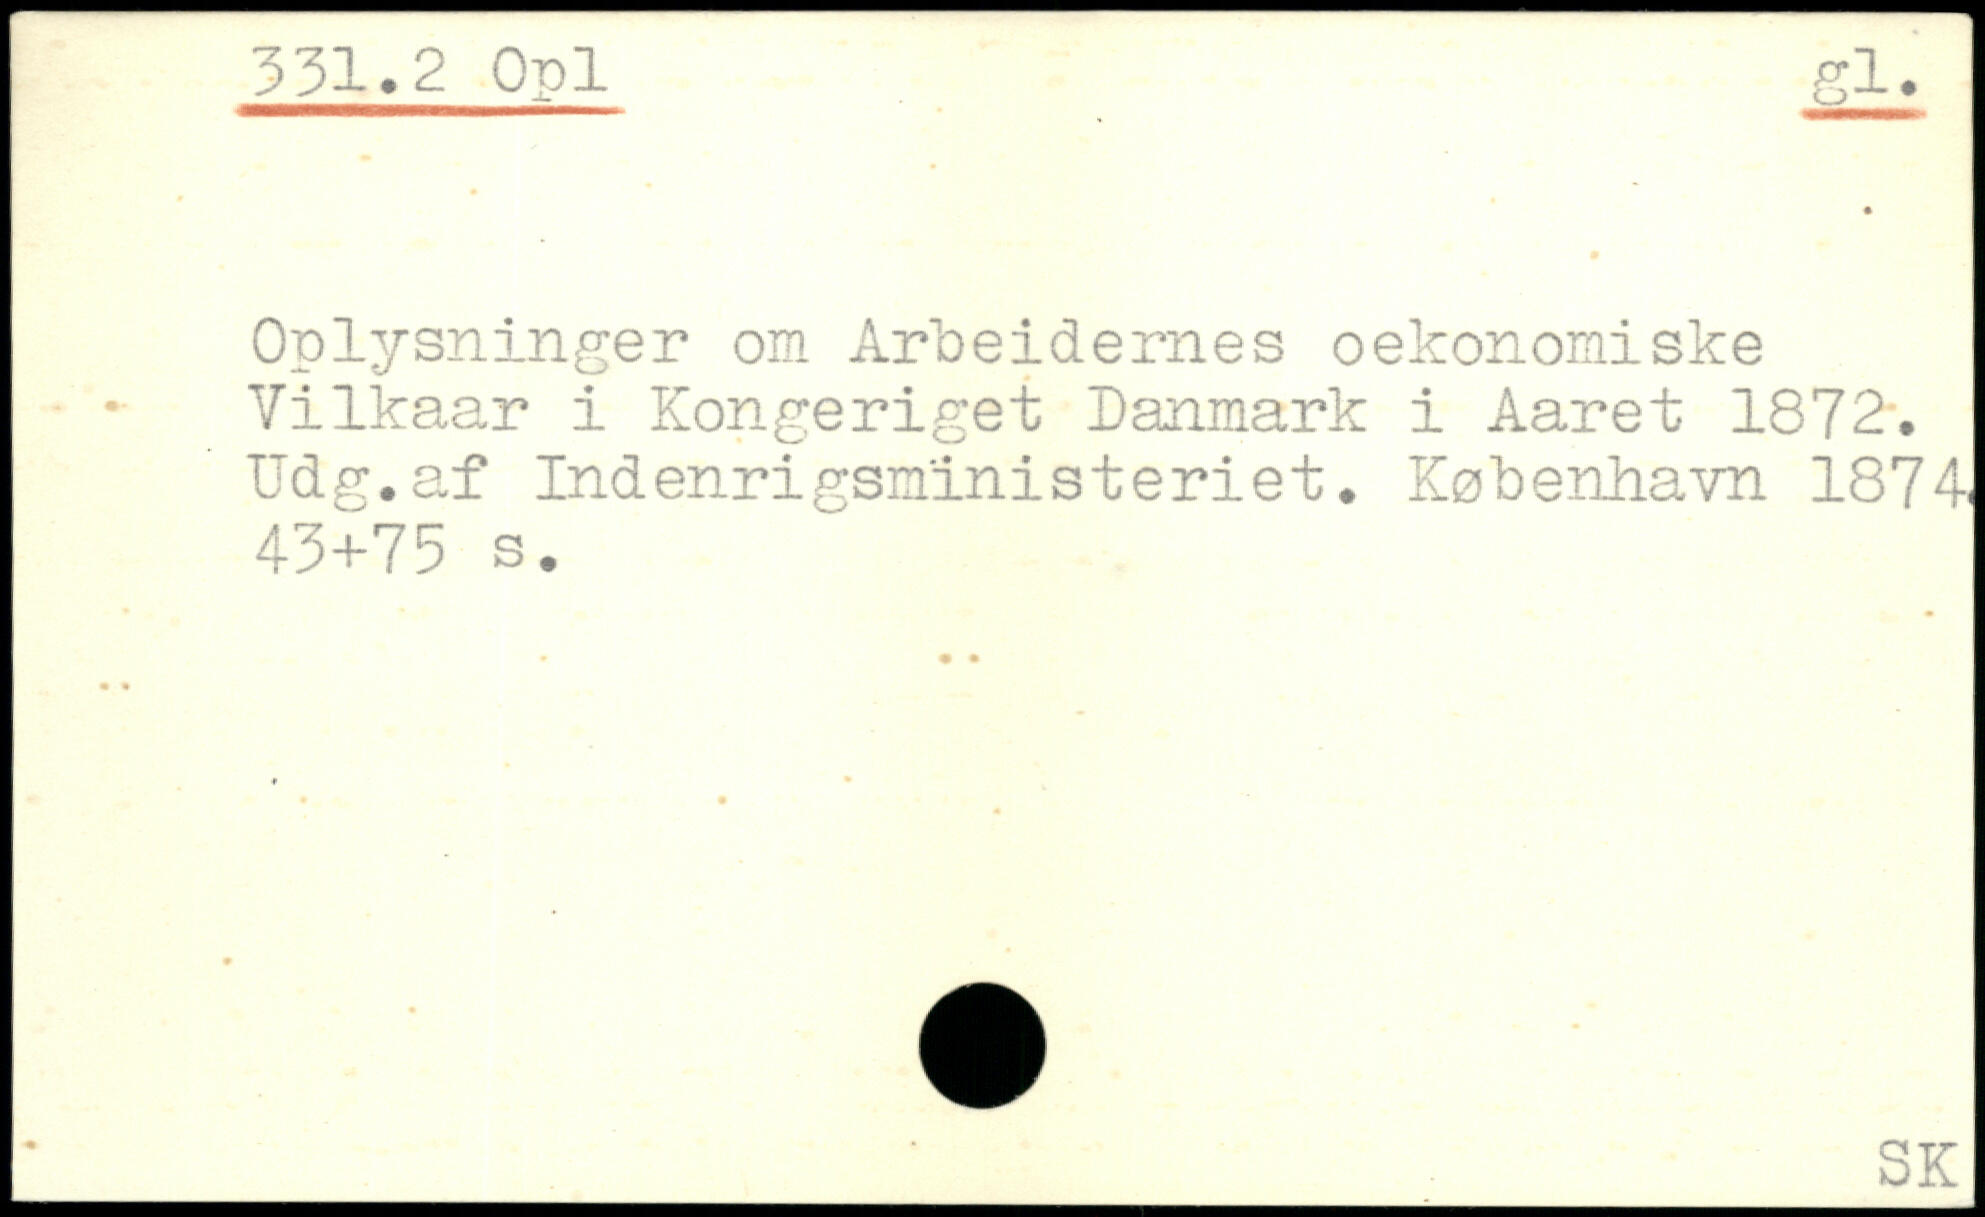 331.2 Opl gl.
Oplysninger om Arbeidernes oekonomiske
Vilkaar i Kongeriget Danmark i Aaret 1872.
Udg.af Indenrigsministeriet. København 1874.
43+75 s.
SK